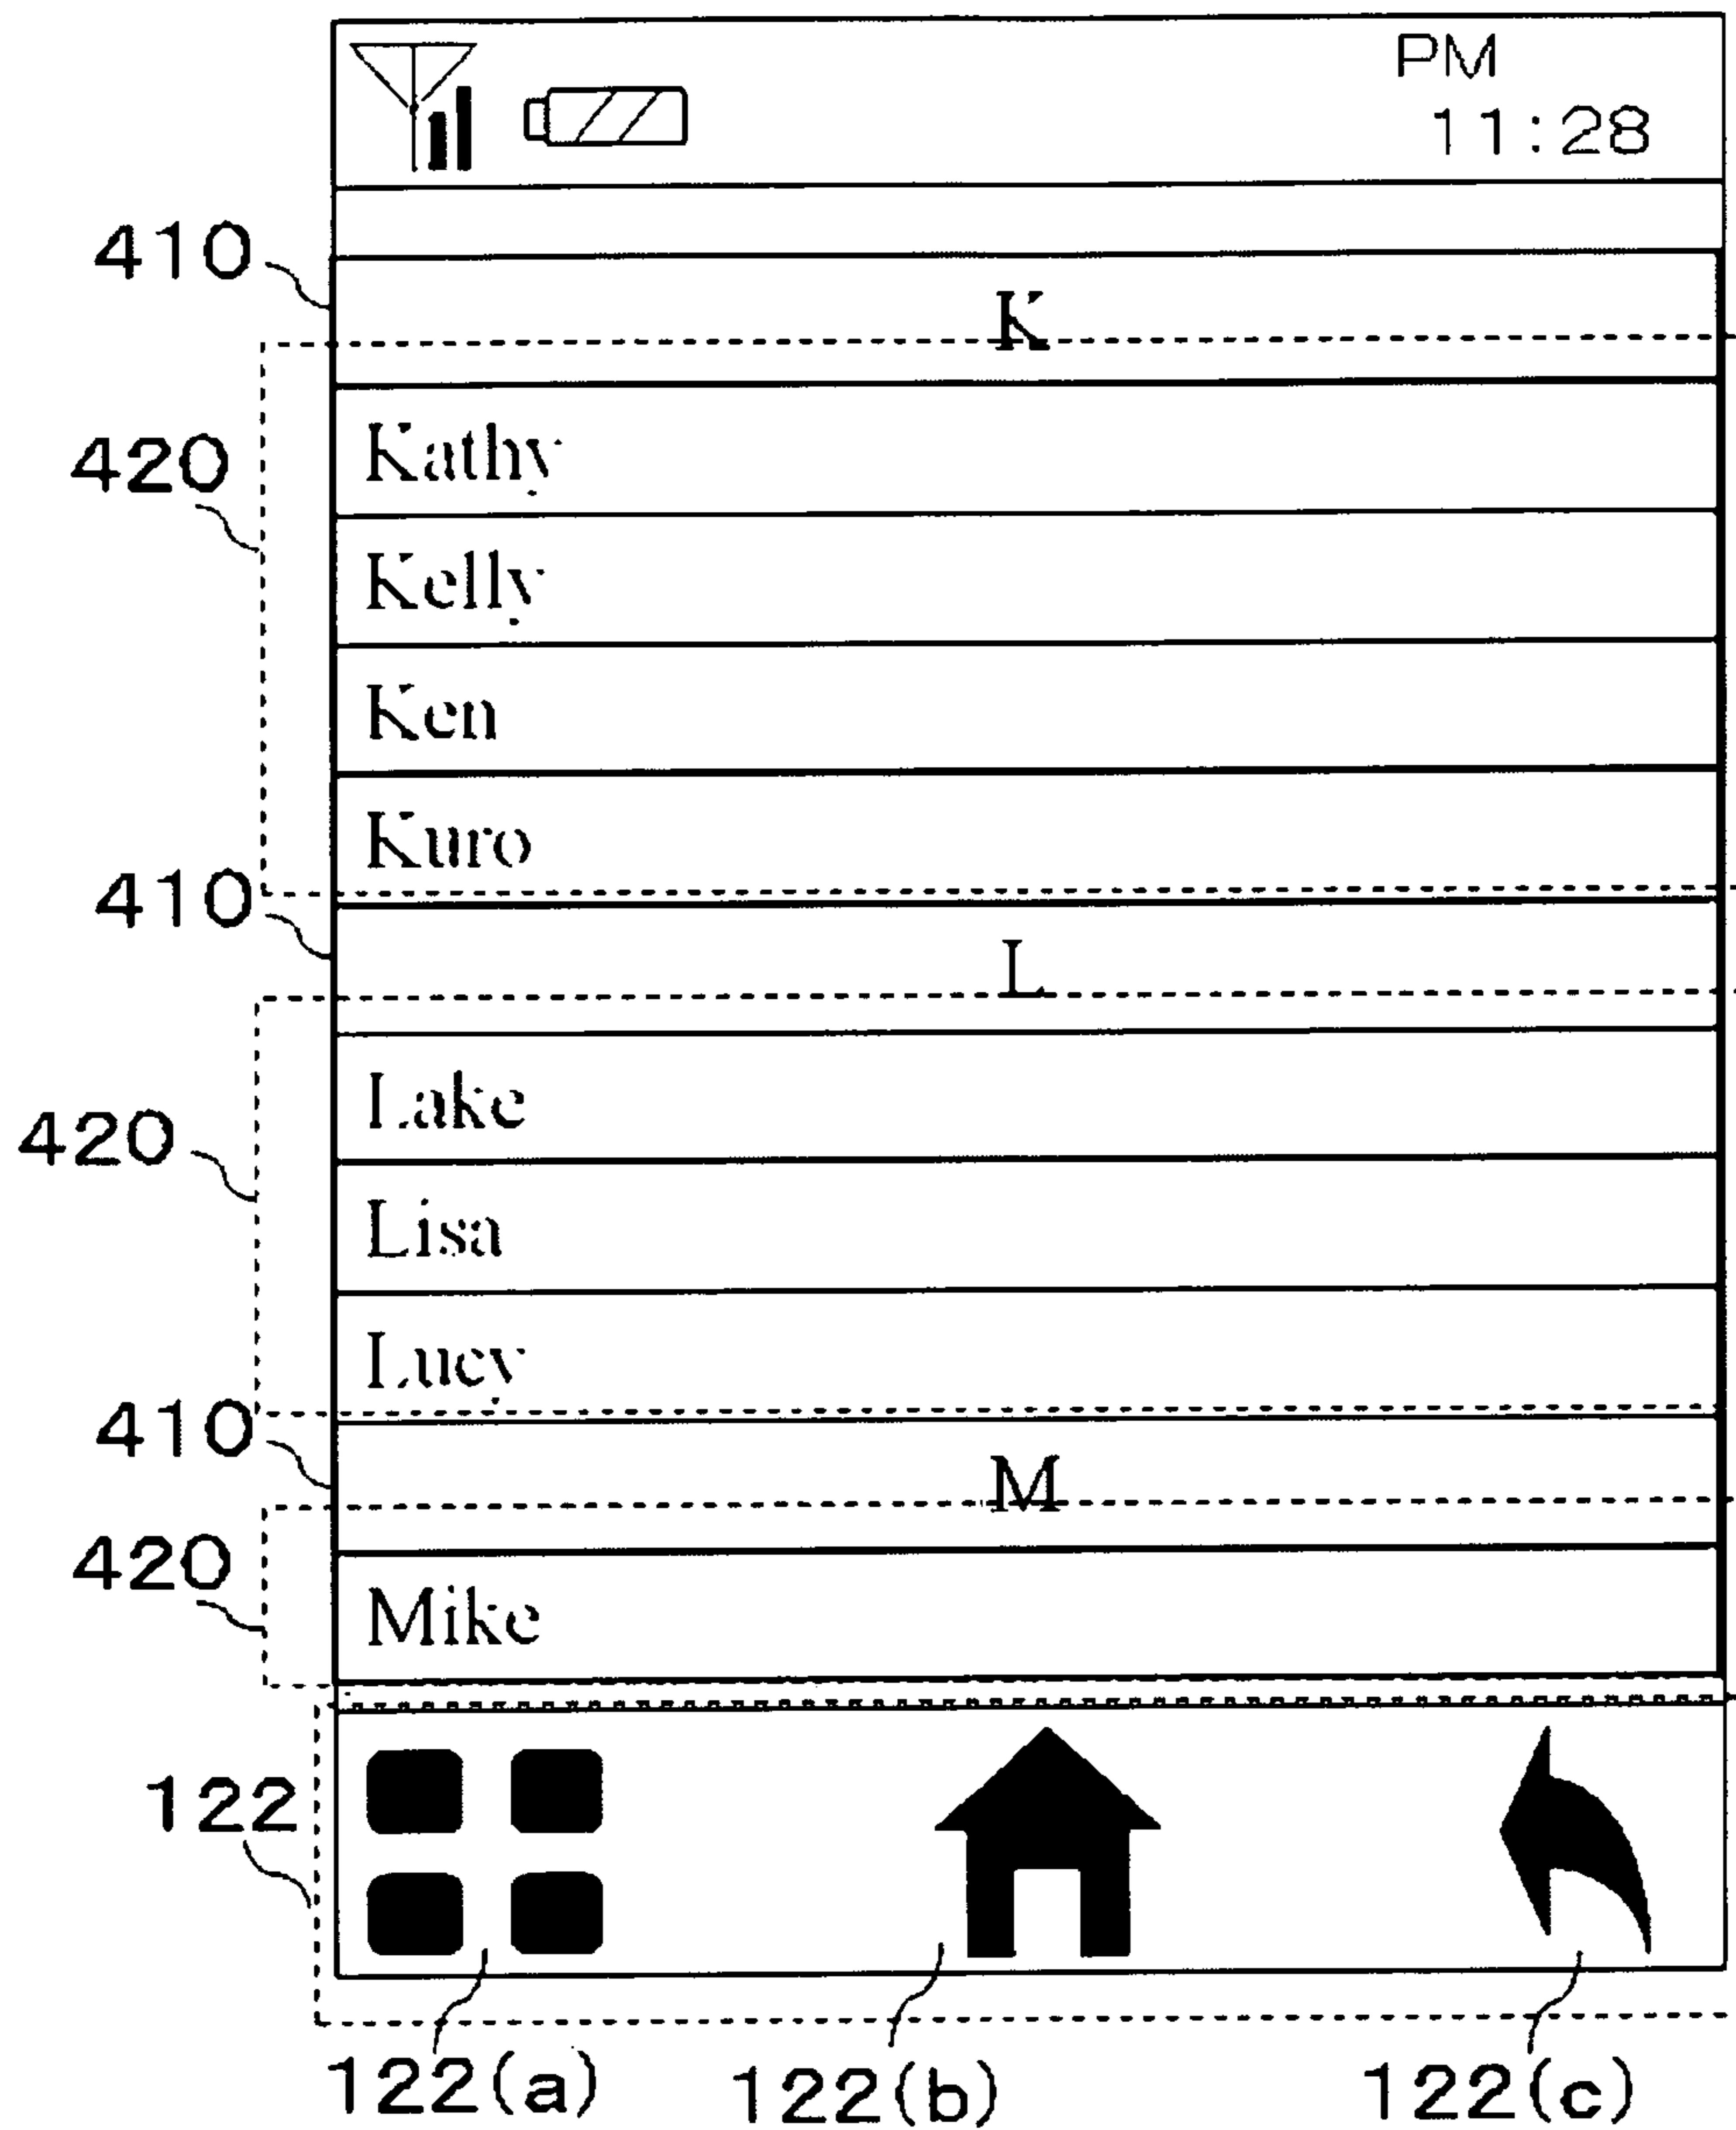 PM
11:28
410
K
420
Kathy
Kelly
Ken
Kuro
410
L
420
Lake
Lisa
Lucy
410
M
420
Mike
122
122(a) 122(b) 122(c)